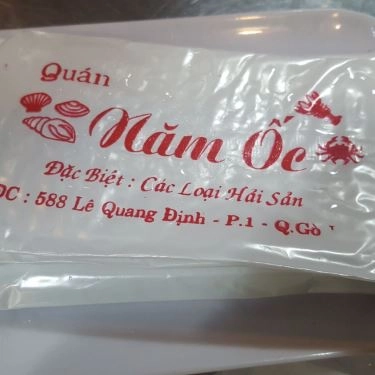 Quán
Năm Ốc
Đặc Biệt : Các Loại Hải Sản
ĐC : 588 Lê Quang Định - P.1 - Q.Gò